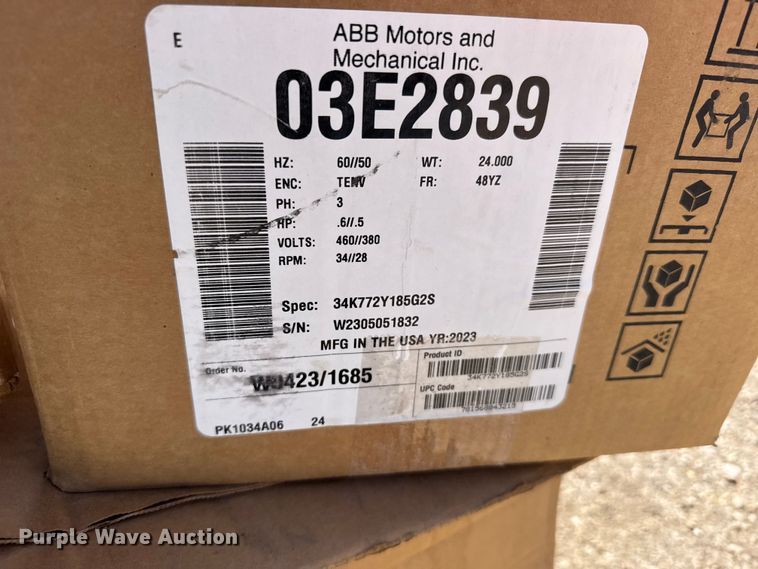 E
ABB Motors and
Mechanical Inc.
03E2839
HZ: 60//50 WT: 24.000
ENC: TENV FR: 48YZ
PH: 3
HP: .6//.5
VOLTS: 460//380
RPM: 34//28
Spec: 34K772Y185G2S
S/N: W2305051832
MFG IN THE USA YR:2023
Order No.
Product ID
34K772Y185G2S
UPC Code
PK1034A06 24
Purple Wave Auction